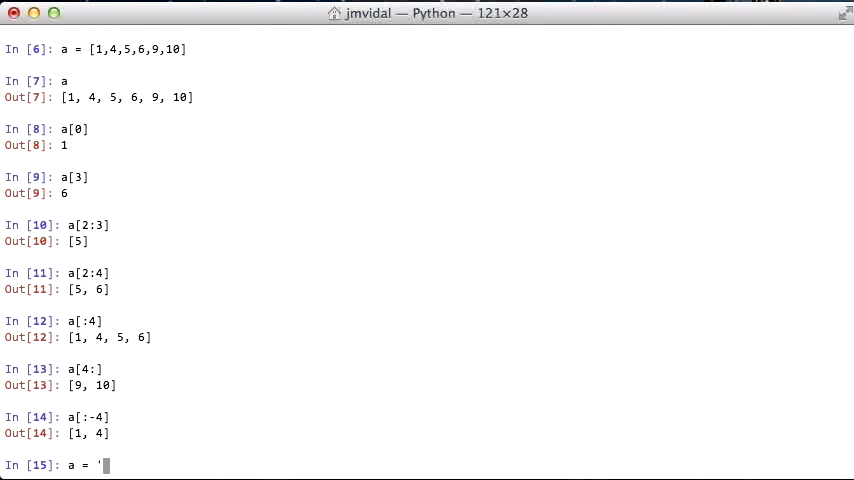 jmvidal — Python — 121×28
In [6]: a = [1,4,5,6,9,10]
In [7]: a
Out[7]: [1, 4, 5, 6, 9, 10]
In [8]: a[0]
Out[8]: 1
In [9]: a[3]
Out[9]: 6
In [10]: a[2:3]
Out[10]: [5]
In [11]: a[2:4]
Out[11]: [5, 6]
In [12]: a[:4]
Out[12]: [1, 4, 5, 6]
In [13]: a[4:]
Out[13]: [9, 10]
In [14]: a[:-4]
Out[14]: [1, 4]
In [15]: a = '